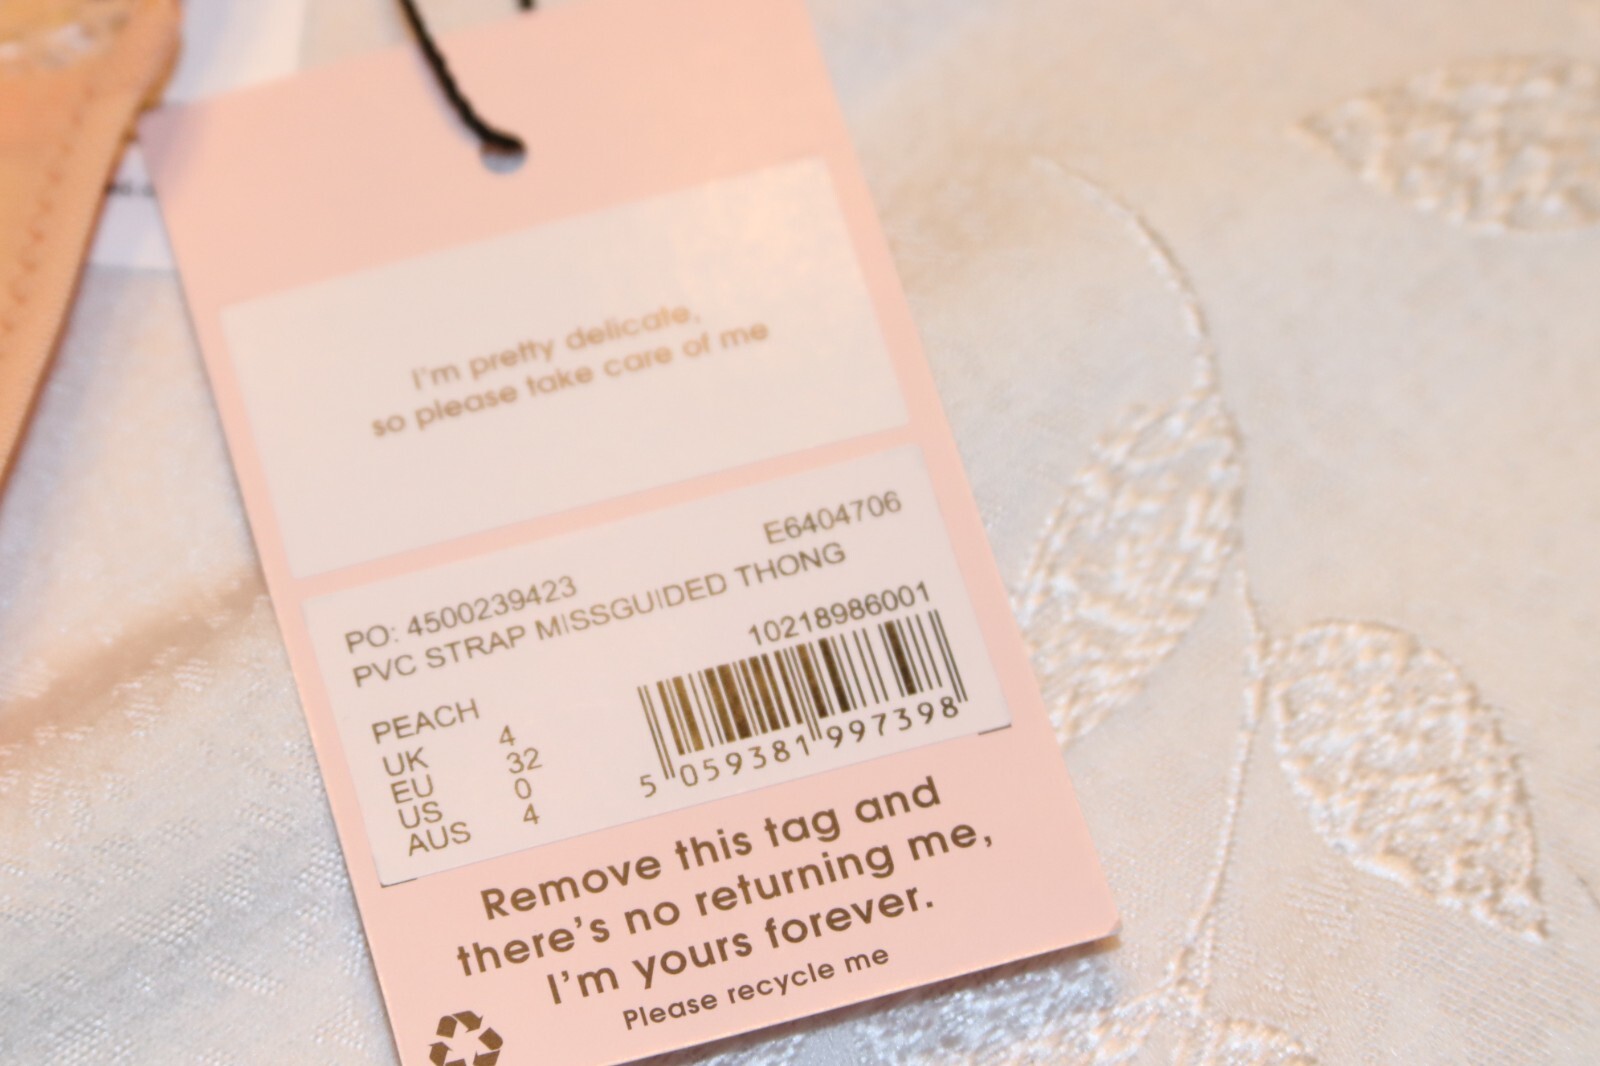 I'm pretty delicate,
so please take care of me
E6404706
PO: 4500239423
PVC STRAP MISSGUIDED THONG
10218986001
PEACH
UK 4
EU 32
US 0
AUS 4
5 059381 997398
Remove this tag and
there's no returning me,
I'm yours forever.
Please recycle me